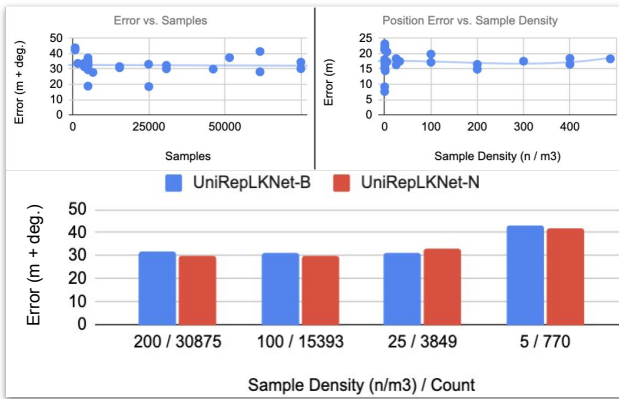 Error vs. Samples
Error (m + deg.)
50
40
30
20
10
0
0 25000 50000
Samples
Position Error vs. Sample Density
Error (m)
25
20
15
10
5
0
0 100 200 300 400
Sample Density (n / m3)
UniRepLKNet-B UniRepLKNet-N
Error (m + deg.)
50
40
30
20
10
0
200 / 30875 100 / 15393 25 / 3849 5 / 770
Sample Density (n/m3) / Count